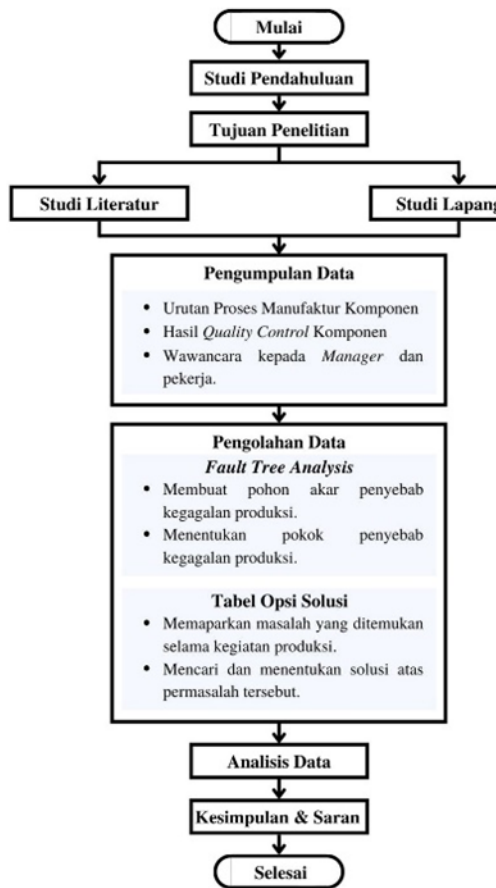 Mulai
Studi Pendahuluan
Tujuan Penelitian
Studi Literatur
Studi Lapang
Pengumpulan Data
• Urutan Proses Manufaktur Komponen
• Hasil Quality Control Komponen
• Wawancara kepada Manager dan
pekerja.
Pengolahan Data
Fault Tree Analysis
• Membuat pohon akar penyebab
kegagalan produksi.
• Menentukan pokok penyebab
kegagalan produksi.
Tabel Opsi Solusi
• Memaparkan masalah yang ditemukan
selama kegiatan produksi.
• Mencari dan menentukan solusi atas
permasalah tersebut.
Analisis Data
Kesimpulan & Saran
Selesai